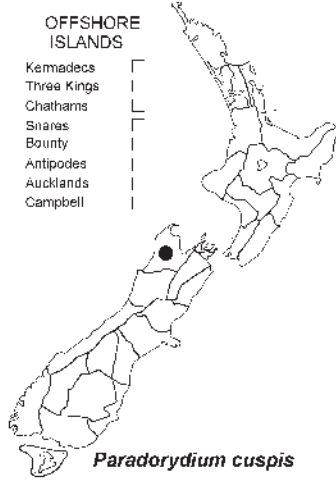 OFFSHORE
ISLANDS
Kermadecs
Three Kings
Chathams
Snares
Bounty
Antipodes
Aucklands
Campbell
Paradorydium cuspis